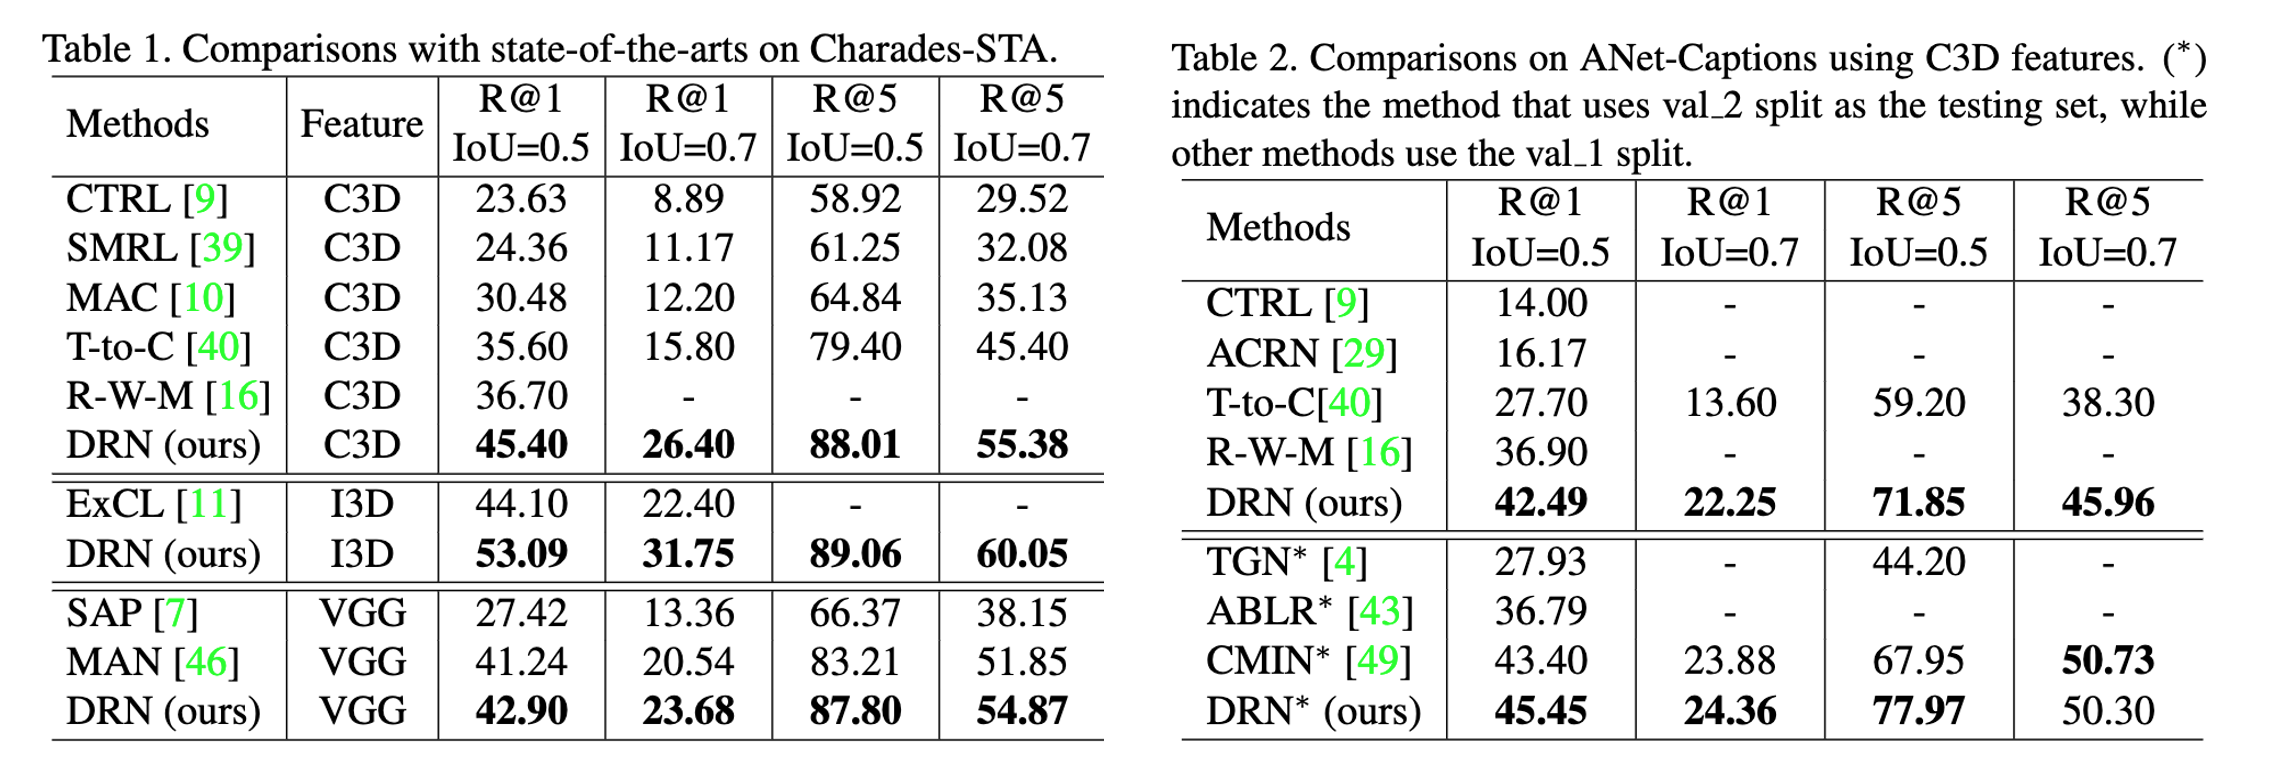 Table 1. Comparisons with state-of-the-arts on Charades-STA.
Methods Feature R@1 IoU=0.5 R@1 IoU=0.7 R@5 IoU=0.5 R@5 IoU=0.7
CTRL [9] C3D 23.63 8.89 58.92 29.52
SMRL [39] C3D 24.36 11.17 61.25 32.08
MAC [10] C3D 30.48 12.20 64.84 35.13
T-to-C [40] C3D 35.60 15.80 79.40 45.40
R-W-M [16] C3D 36.70 - - -
DRN (ours) C3D 45.40 26.40 88.01 55.38
ExCL [11] I3D 44.10 22.40 - -
DRN (ours) I3D 53.09 31.75 89.06 60.05
SAP [7] VGG 27.42 13.36 66.37 38.15
MAN [46] VGG 41.24 20.54 83.21 51.85
DRN (ours) VGG 42.90 23.68 87.80 54.87
Table 2. Comparisons on ANet-Captions using C3D features. (*)
indicates the method that uses val_2 split as the testing set, while
other methods use the val_1 split.
Methods R@1 IoU=0.5 R@1 IoU=0.7 R@5 IoU=0.5 R@5 IoU=0.7
CTRL [9] 14.00 - - -
ACRN [29] 16.17 - - -
T-to-C[40] 27.70 13.60 59.20 38.30
R-W-M [16] 36.90 - - -
DRN (ours) 42.49 22.25 71.85 45.96
TGN* [4] 27.93 - 44.20 -
ABLR* [43] 36.79 - - -
CMIN* [49] 43.40 23.88 67.95 50.73
DRN* (ours) 45.45 24.36 77.97 50.30